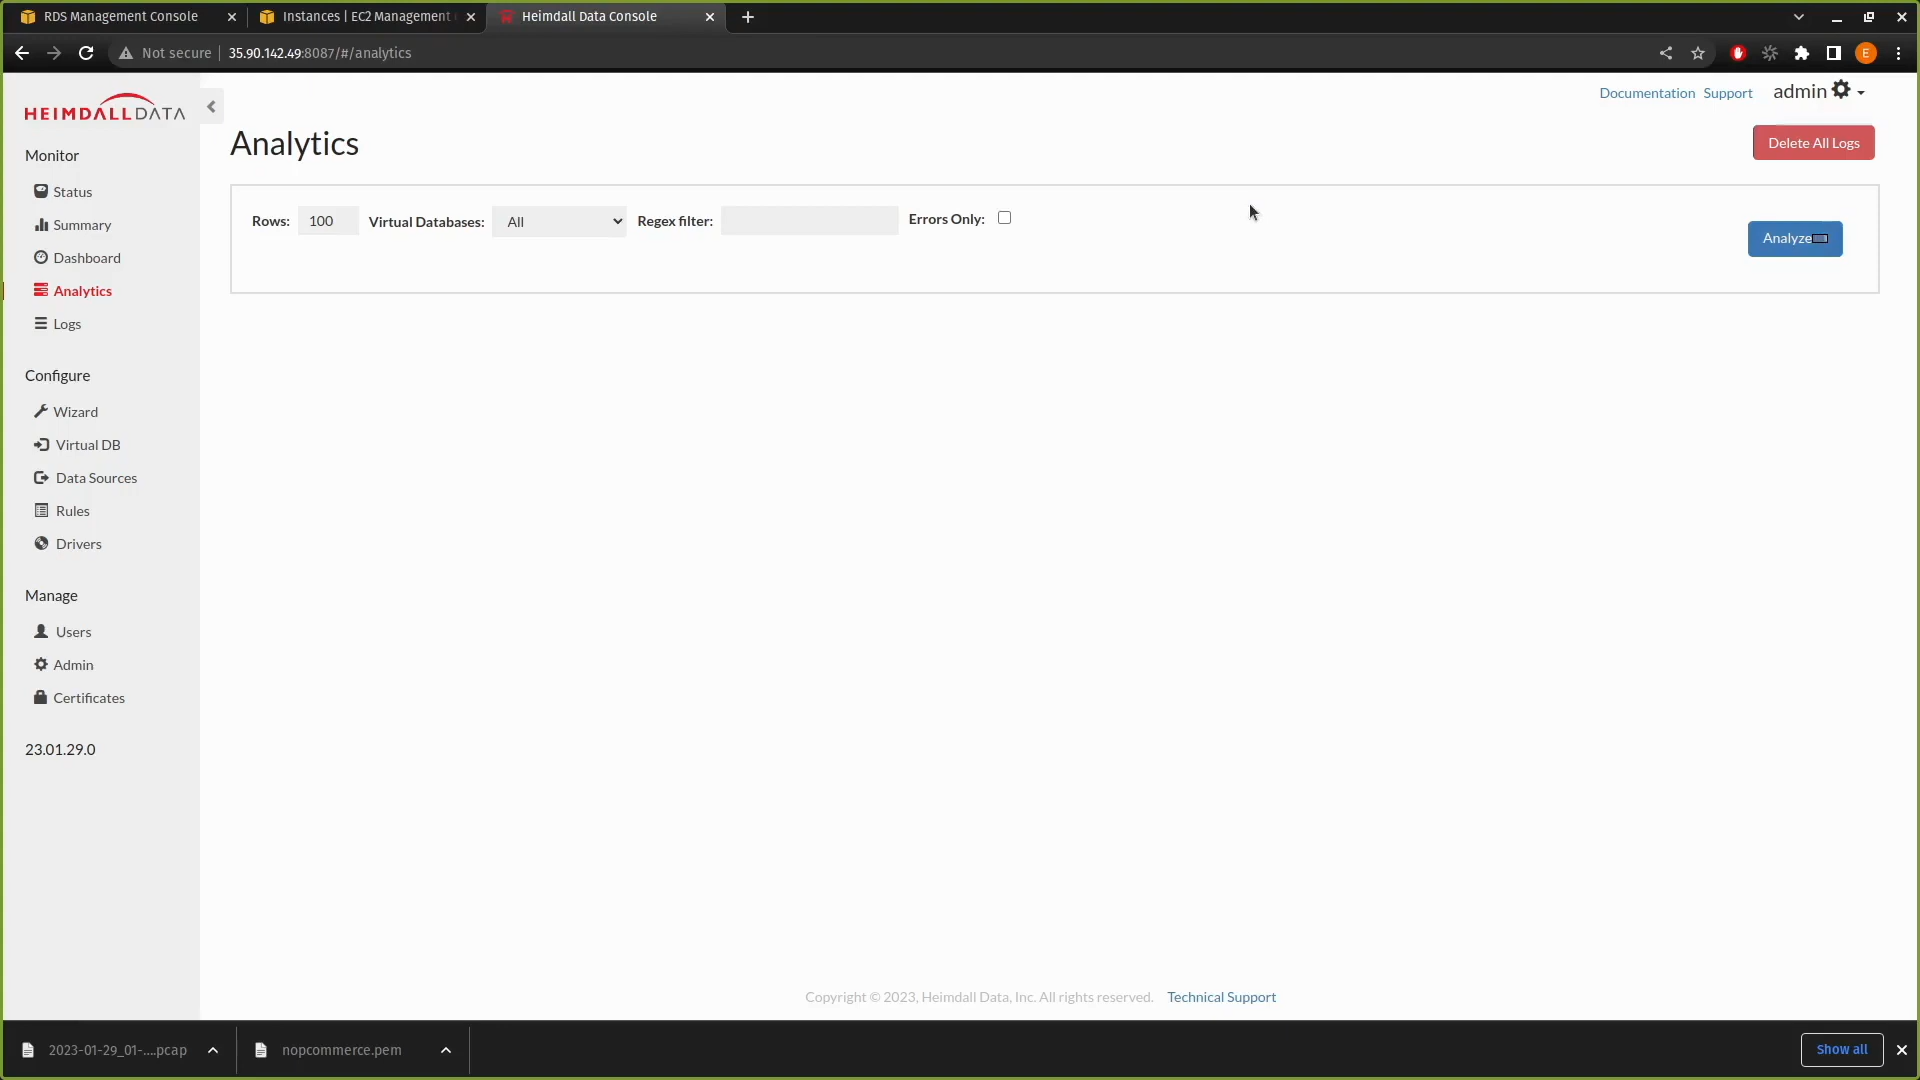 RDS Management Console
Instances | EC2 Management
Heimdall Data Console
Not secure
35.90.142.49:8087/#/analytics
E
HEIMDALLDATA
Documentation Support admin
Analytics
Delete All Logs
Rows: 100 Virtual Databases: All Regex filter: Errors Only:
Analyze
Monitor
Status
Summary
Dashboard
Analytics
Logs
Configure
Wizard
Virtual DB
Data Sources
Rules
Drivers
Manage
Users
Admin
Certificates
23.01.29.0
Copyright © 2023, Heimdall Data, Inc. All rights reserved. Technical Support
2023-01-29_01-....pcap
nopcommerce.pem
Show all